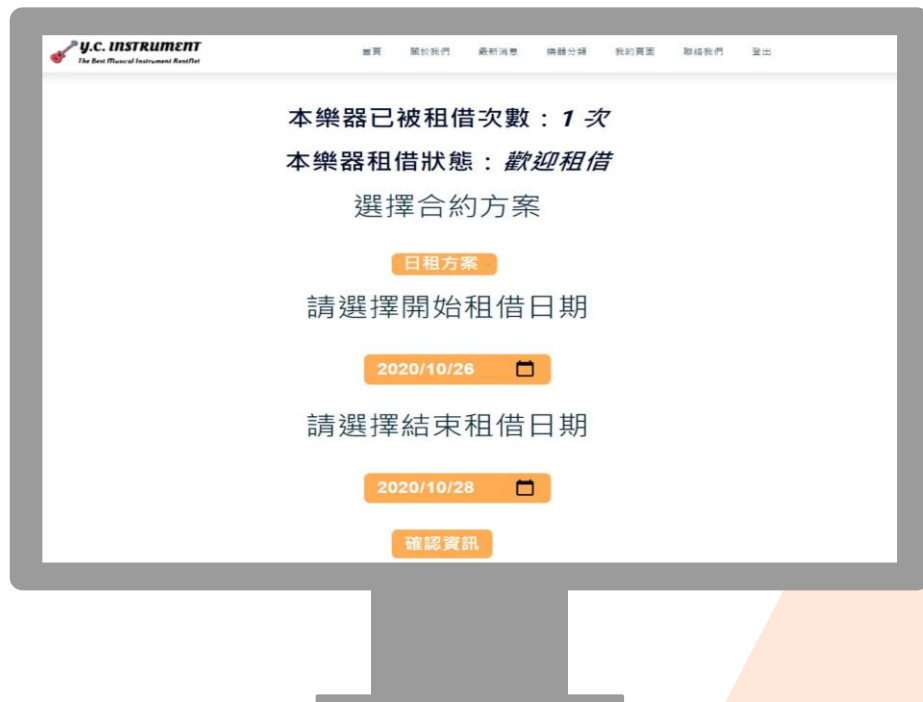 Y.C. INSTRUMENT
The Best Musical Instrument RentNet
首頁 關於我們 最新消息 樂器分類 我的頁面 聯絡我們 登出
本樂器已被租借次數：1 次
本樂器租借狀態：歡迎租借
選擇合約方案
日租方案
請選擇開始租借日期
2020/10/26
請選擇結束租借日期
2020/10/28
確認資訊